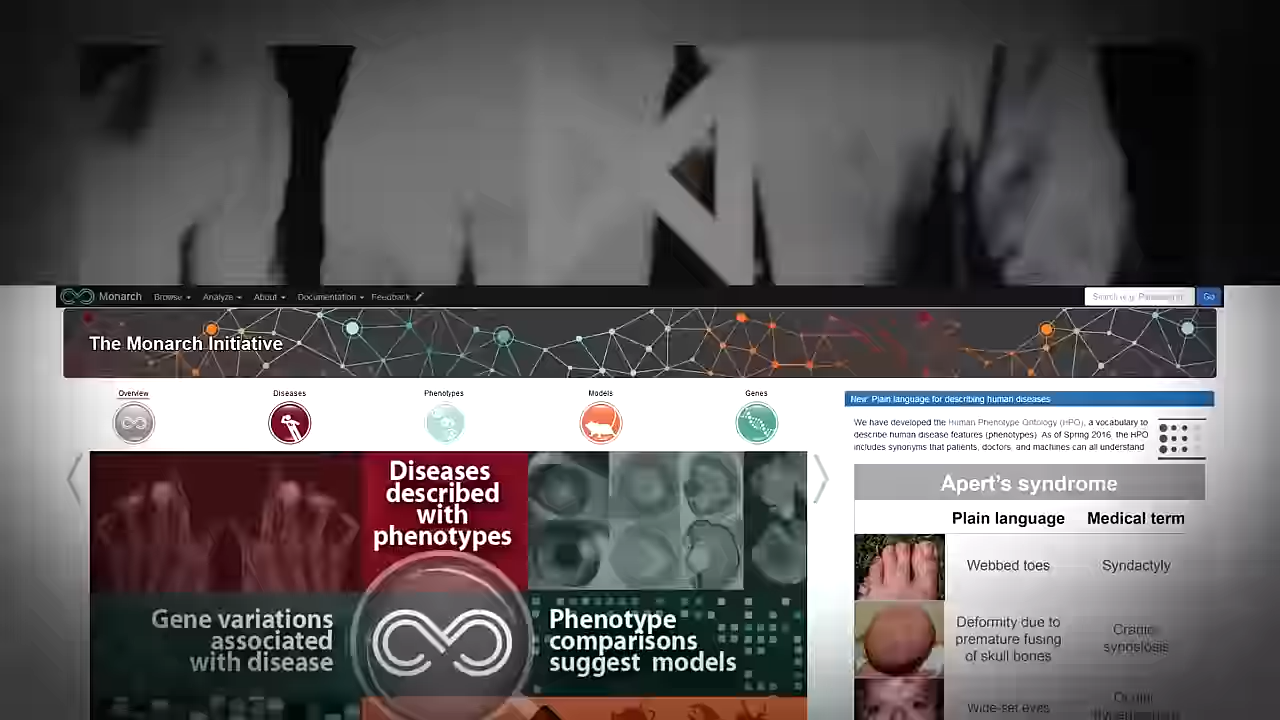 Monarch
Browse
Analyze
About
Documentation
Feedback
Search (e.g.
Go
The Monarch Initiative
Overview
Diseases
Phenotypes
Models
Genes
New! Plain language for describing human diseases
We have developed the Human Phenotype Ontology (HPO), a vocabulary to
describe human disease features (phenotypes). As of Spring 2016, the HPO
includes synonyms that patients, doctors, and machines can all understand
Diseases
described
with
phenotypes
Apert's syndrome
Plain language Medical term
Webbed toes Syndactyly
Gene variations
associated
with disease
Phenotype
comparisons
suggest models
Deformity due to
premature fusing
of skull bones
Cranio
synostosis
Wide-set eyes
Ocular